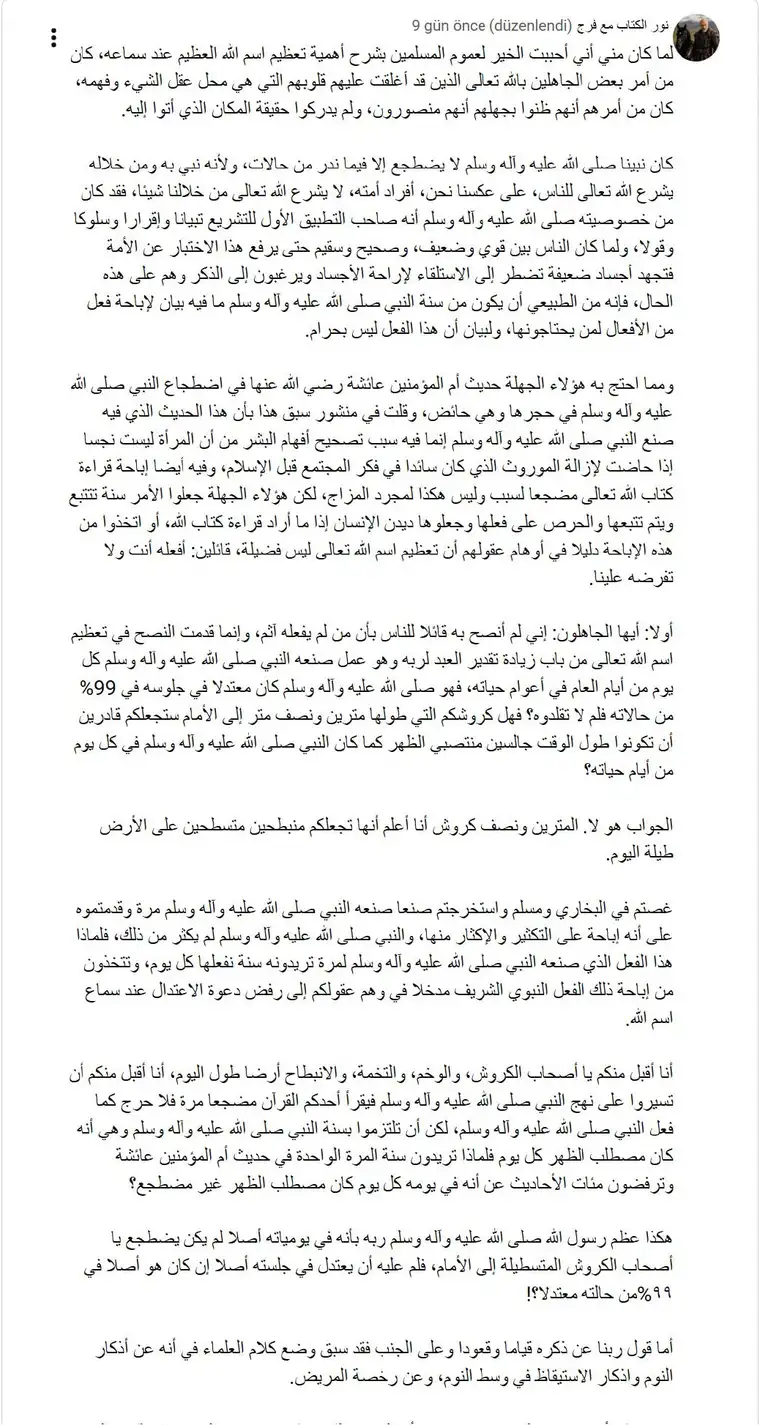 نور الكتاب مع فرج 9 gün önce (düzenlendi)
لما كان مني أني أحببت الخير لعموم المسلمين بشرح أهمية تعظيم اسم الله العظيم عند سماعه، كان
من أمر بعض الجاهلين بالله تعالى الذين قد أغلقت عليهم قلوبهم التي هي محل عقل الشيء وفهمه،
كان من أمرهم أنهم ظنوا بجهلهم أنهم منصورون، ولم يدركوا حقيقة المكان الذي أتوا إليه.
كان نبينا صلى الله عليه وآله وسلم لا يضطجع إلا فيما ندر من حالات، ولأنه نبي به ومن خلاله
يشرع الله تعالى للناس، على عكسنا نحن، أفراد أمته، لا يشرع الله تعالى من خلالنا شيئا، فقد كان
من خصوصيته صلى الله عليه وآله وسلم أنه صاحب التطبيق الأول للتشريع تبيانا وإقرارا وسلوكا
وقولا، ولما كان الناس بين قوي وضعيف، وصحيح وسقيم حتى يرفع هذا الاختبار عن الأمة
فتجهد أجساد ضعيفة تضطر إلى الاستلقاء لإراحة الأجساد ويرغبون إلى الذكر وهم على هذه
الحال، فإنه من الطبيعي أن يكون من سنة النبي صلى الله عليه وآله وسلم ما فيه بيان لإباحة فعل
من الأفعال لمن يحتاجونها، ولبيان أن هذا الفعل ليس بحرام.
ومما احتج به هؤلاء الجهلة حديث أم المؤمنين عائشة رضي الله عنها في اضطجاع النبي صلى الله
عليه وآله وسلم في حجرها وهي حائض، وقلت في منشور سبق هذا بأن هذا الحديث الذي فيه
صنع النبي صلى الله عليه وآله وسلم إنما فيه سبب تصحيح أفهام البشر من أن المرأة ليست نجسا
إذا حاضت لإزالة الموروث الذي كان سائدا في فكر المجتمع قبل الإسلام، وفيه أيضا إباحة قراءة
كتاب الله تعالى مضجعا لسبب وليس هكذا لمجرد المزاج، لكن هؤلاء الجهلة جعلوا الأمر سنة تتتبع
ويتم تتبعها والحرص على فعلها وجعلوها ديدن الإنسان إذا ما أراد قراءة كتاب الله، أو اتخذوا من
هذه الإباحة دليلا في أوهام عقولهم أن تعظيم اسم الله تعالى ليس فضيلة، قائلين: أفعله أنت ولا
تفرضه علينا.
أولا: أيها الجاهلون: إني لم أنصح به قائلا للناس بأن من لم يفعله آثم، وإنما قدمت النصح في تعظيم
اسم الله تعالى من باب زيادة تقدير العبد لربه وهو عمل صنعه النبي صلى الله عليه وآله وسلم كل
يوم من أيام العام في أعوام حياته، فهو صلى الله عليه وآله وسلم كان معتدلا في جلوسه في 99%
من حالاته فلم لا تقلدوه؟ فهل كروشكم التي طولها مترين ونصف متر إلى الأمام ستجعلكم قادرين
أن تكونوا طول الوقت جالسين منتصبي الظهر كما كان النبي صلى الله عليه وآله وسلم في كل يوم
من أيام حياته؟
الجواب هو لا. المترين ونصف كروش أنا أعلم أنها تجعلكم منبطحين متسطحين على الأرض
طيلة اليوم.
غصتم في البخاري ومسلم واستخرجتم صنعا صنعه النبي صلى الله عليه وآله وسلم مرة وقدمتموه
على أنه إباحة على التكثير والإكثار منها، والنبي صلى الله عليه وآله وسلم لم يكثر من ذلك، فلماذا
هذا الفعل الذي صنعه النبي صلى الله عليه وآله وسلم لمرة تريدونه سنة نفعلها كل يوم، وتتخذون
من إباحة ذلك الفعل النبوي الشريف مدخلا في وهم عقولكم إلى رفض دعوة الاعتدال عند سماع
اسم الله.
أنا أقبل منكم يا أصحاب الكروش، والوخم، والتخمة، والانبطاح أرضا طول اليوم، أنا أقبل منكم أن
تسيروا على نهج النبي صلى الله عليه وآله وسلم فيقرأ أحدكم القرآن مضجعا مرة فلا حرج كما
فعل النبي صلى الله عليه وآله وسلم، لكن أن تلتزموا بسنة النبي صلى الله عليه وآله وسلم وهي أنه
كان مصطلب الظهر كل يوم فلماذا تريدون سنة المرة الواحدة في حديث أم المؤمنين عائشة
وترفضون مئات الأحاديث عن أنه في يومه كل يوم كان مصطلب الظهر غير مضطجع؟
هكذا عظم رسول الله صلى الله عليه وآله وسلم ربه بأنه في يومياته أصلا لم يكن يضطجع يا
أصحاب الكروش المتسطيلة إلى الأمام، فلم عليه أن يعتدل في جلسته أصلا إن كان هو أصلا في
٩٩%من حالته معتدلا؟!
أما قول ربنا عن ذكره قياما وقعودا وعلى الجنب فقد سبق وضع كلام العلماء في أنه عن أذكار
النوم واذكار الاستيقاظ في وسط النوم، وعن رخصة المريض.